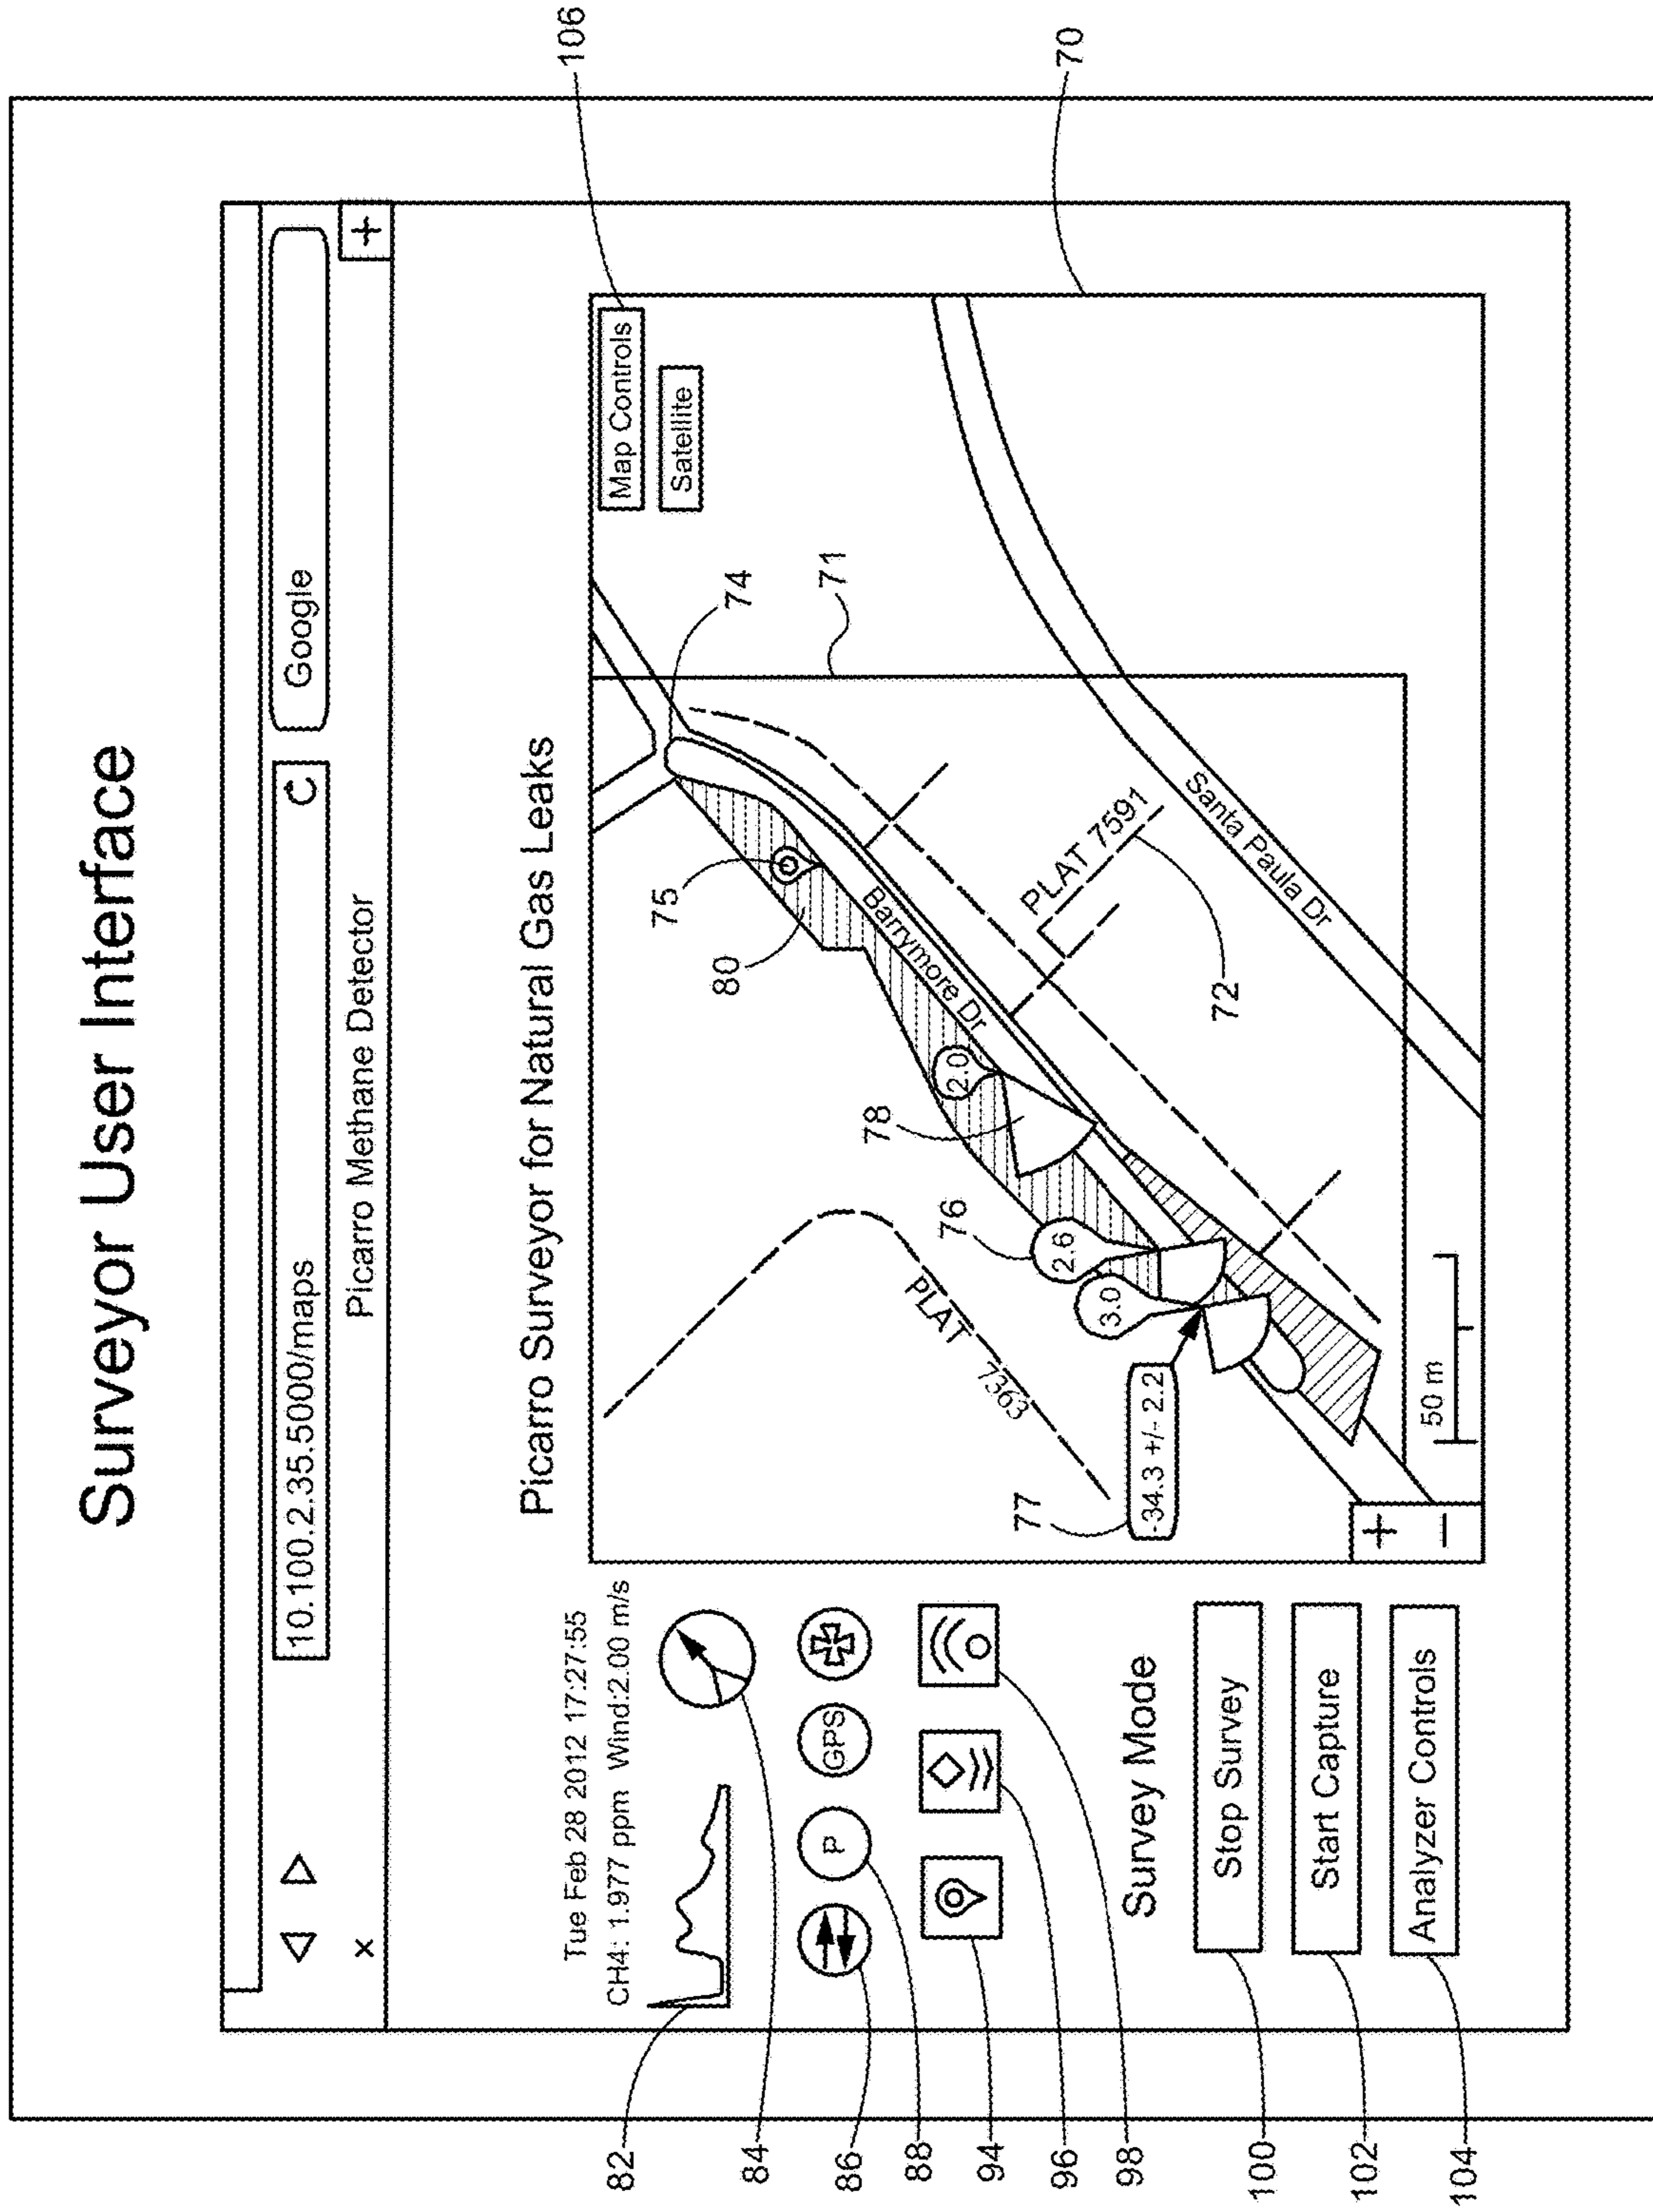 Surveyor User Interface
10.100.2.35.5000/maps
Google
Picarro Methane Detector
Picarro Surveyor for Natural Gas Leaks
Tue Feb 28 2012 17:27:55
CH4: 1.977 ppm Wind:2.00 m/s
GPS
P
Survey Mode
Stop Survey
Start Capture
Analyzer Controls
Map Controls
Satellite
106
70
74
71
75
80
Barrymore Dr
2.0
78
PLAT 7591
72
Santa Paula Dr
76
2.6
3.0
PLAT 7363
77
-34.3 +/- 2.2
50 m
82
84
86
88
94
96
98
100
102
104